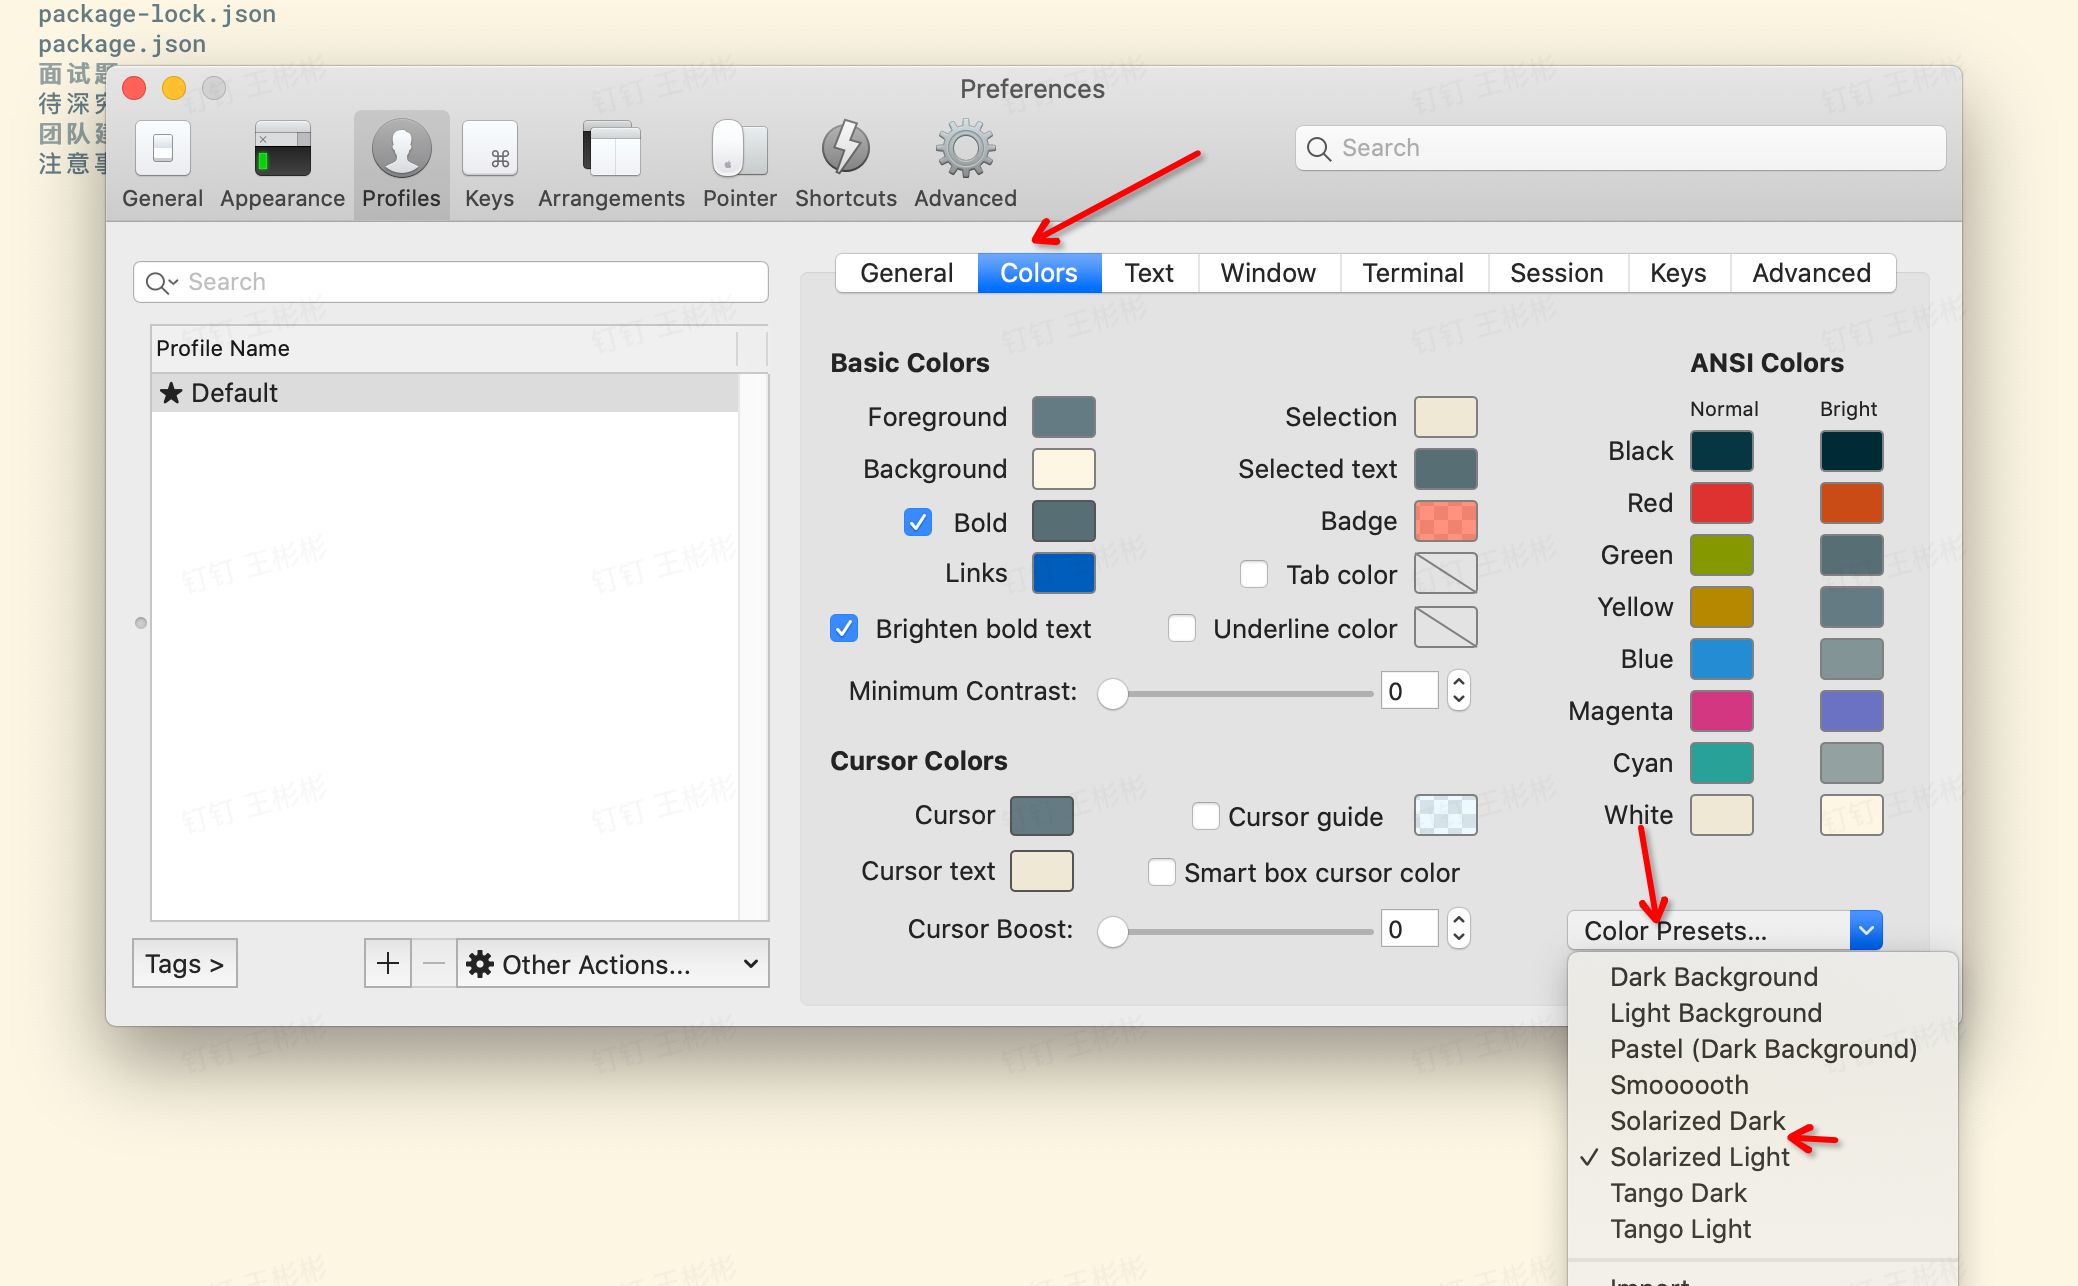 package-lock.json
package.json
面试题
待深究
团队建
注意事
Preferences
General Appearance Profiles Keys Arrangements Pointer Shortcuts Advanced
Search
Search
General Colors Text Window Terminal Session Keys Advanced
Profile Name
★ Default
Basic Colors
Foreground
Background
Bold
Links
Brighten bold text
Minimum Contrast: 0
Selection
Selected text
Badge
Tab color
Underline color
Cursor Colors
Cursor
Cursor text
Cursor guide
Smart box cursor color
Cursor Boost: 0
ANSI Colors
Normal Bright
Black
Red
Green
Yellow
Blue
Magenta
Cyan
White
Tags >
+ − Other Actions...
Color Presets...
Dark Background
Light Background
Pastel (Dark Background)
Smoooooth
Solarized Dark
✓ Solarized Light
Tango Dark
Tango Light
钉钉 王彬彬